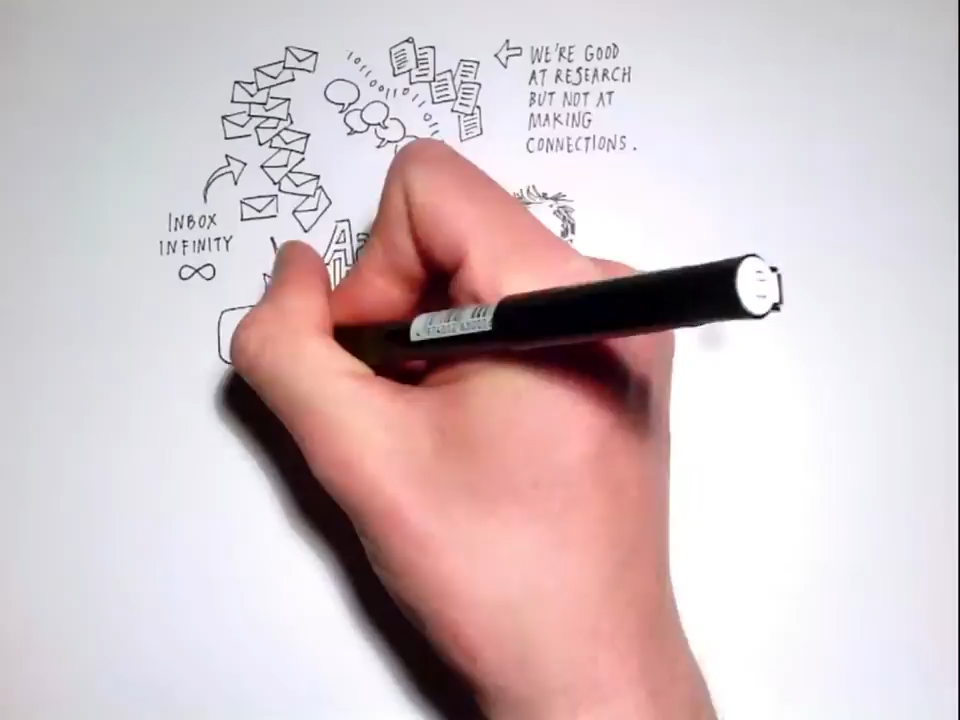 WE'RE GOOD
AT RESEARCH
BUT NOT AT
MAKING
CONNECTIONS.
INBOX
INFINITY
∞